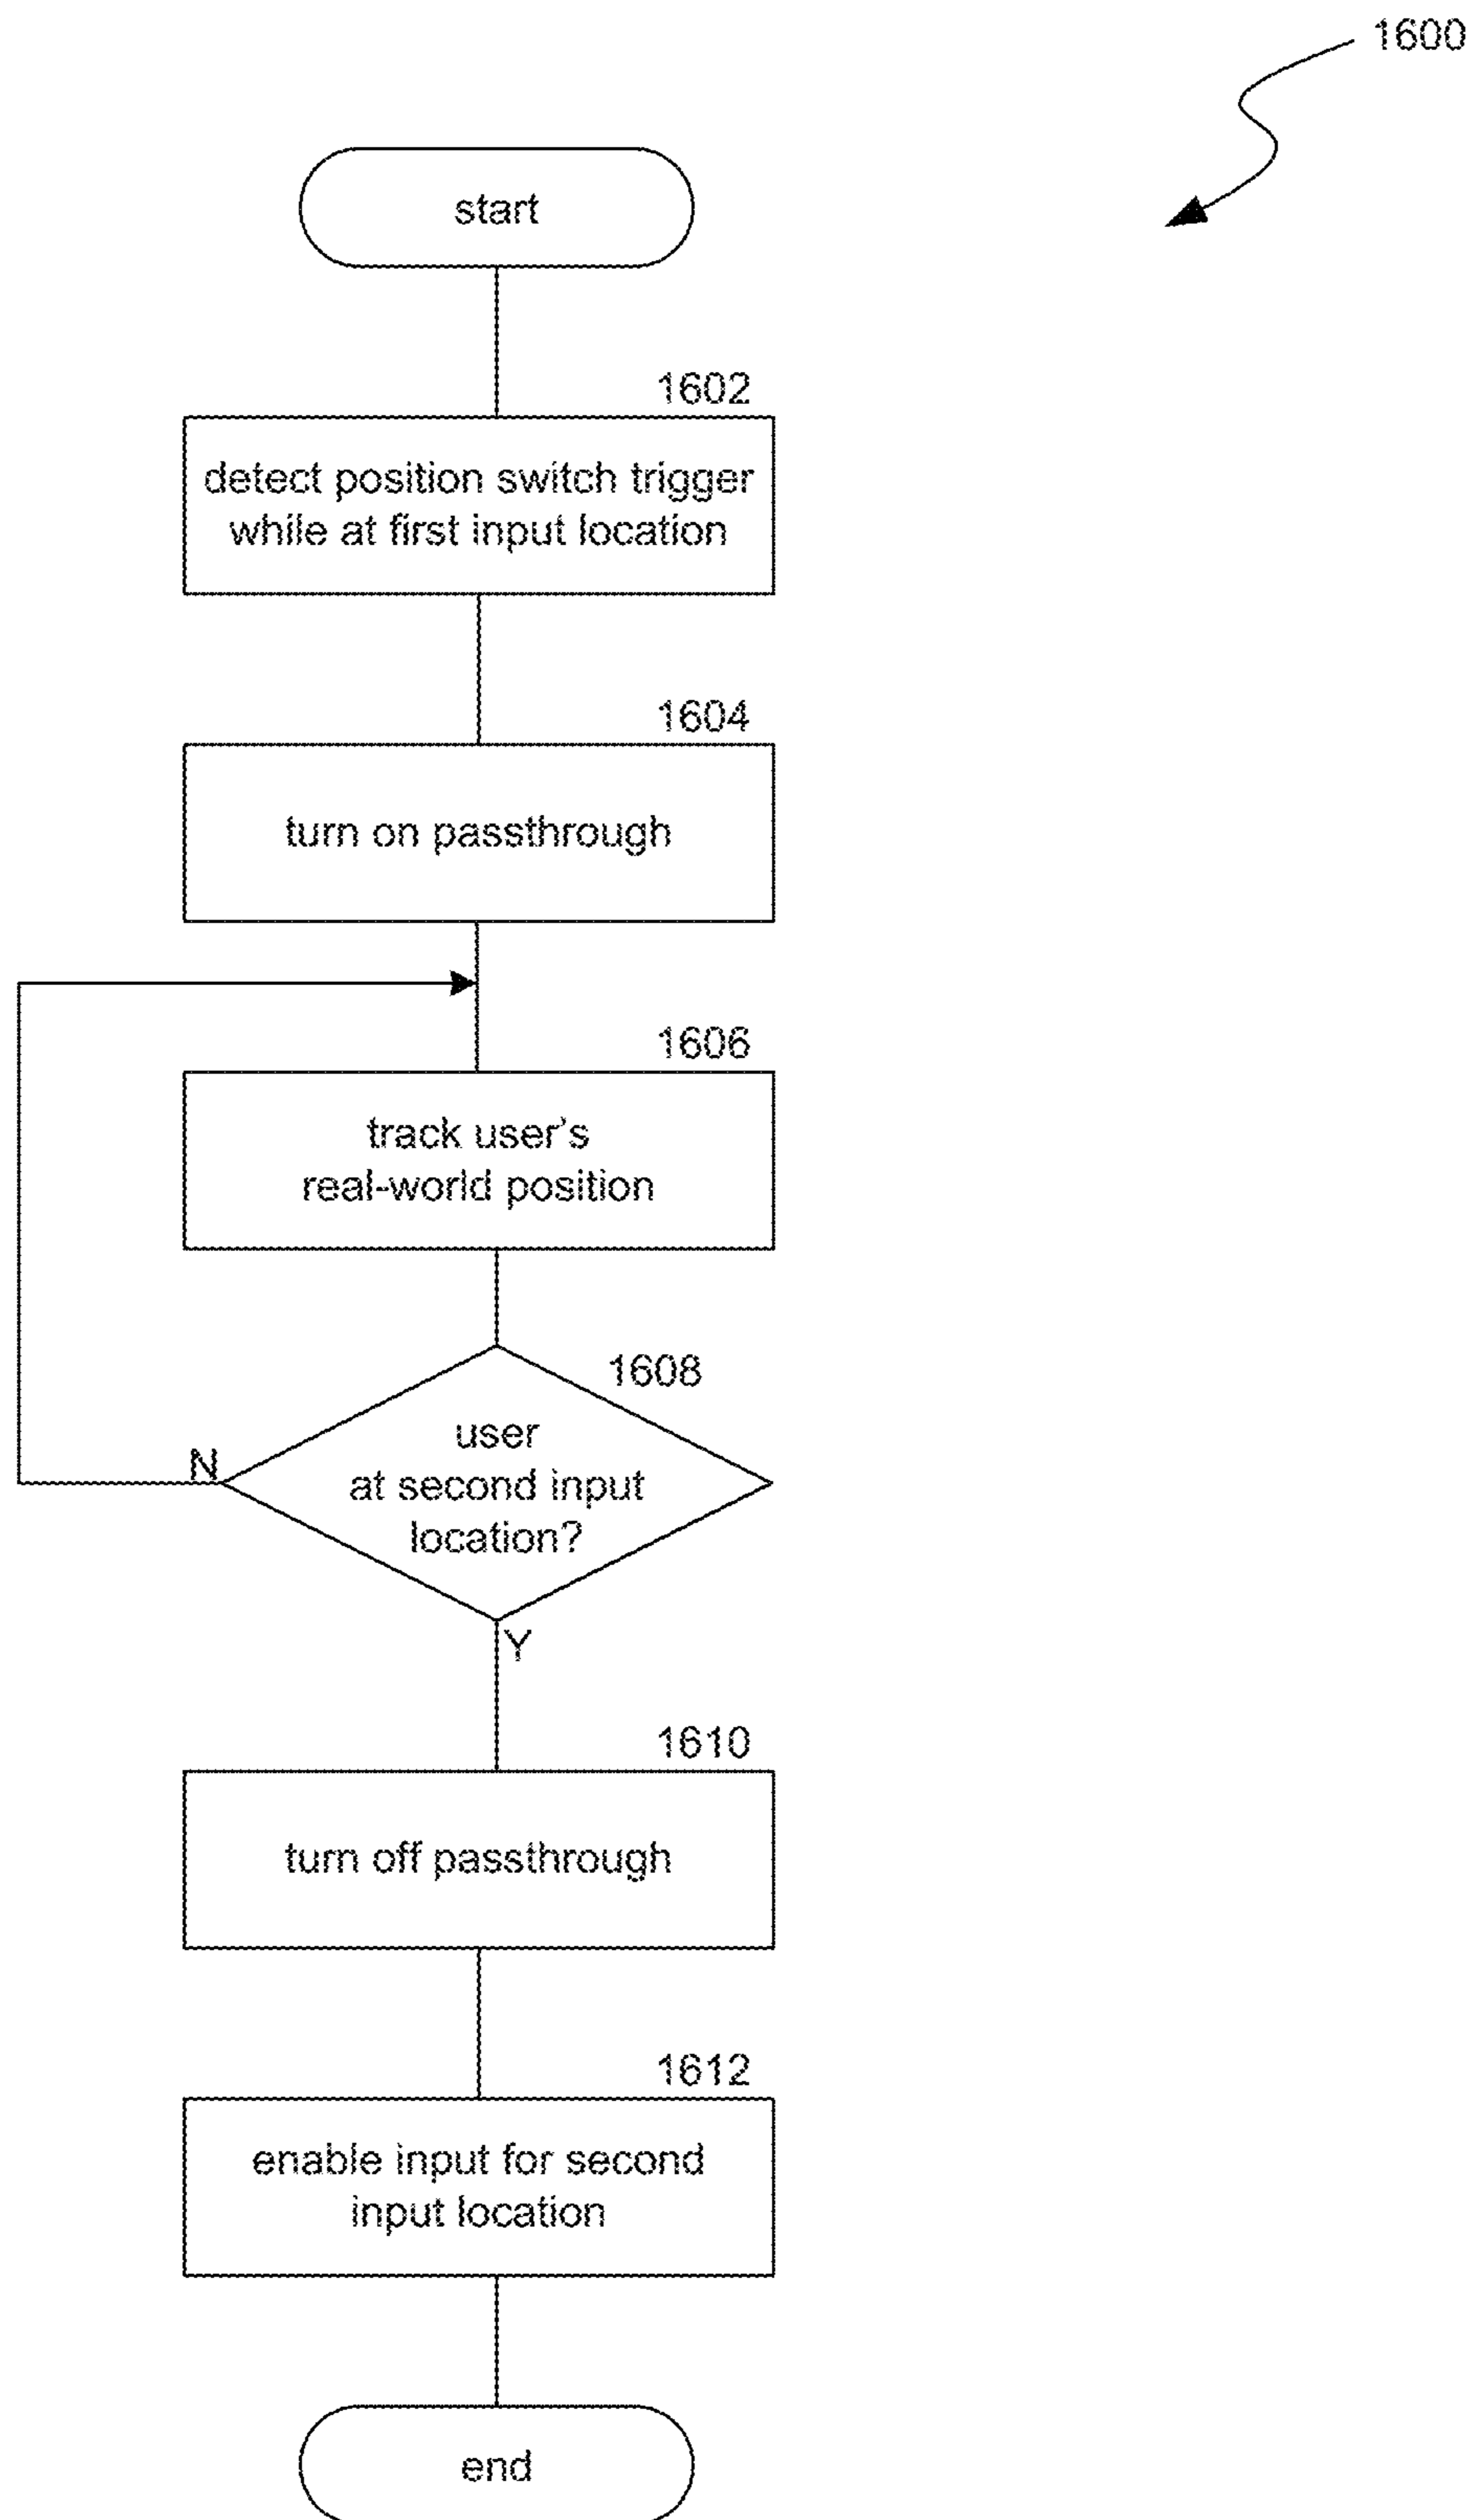 1600
start
1602
detect position switch trigger
while at first input location
1604
turn on passthrough
1606
track user's
real-world position
1608
user
at second input
location?
N
Y
1610
turn off passthrough
1612
enable input for second
input location
end